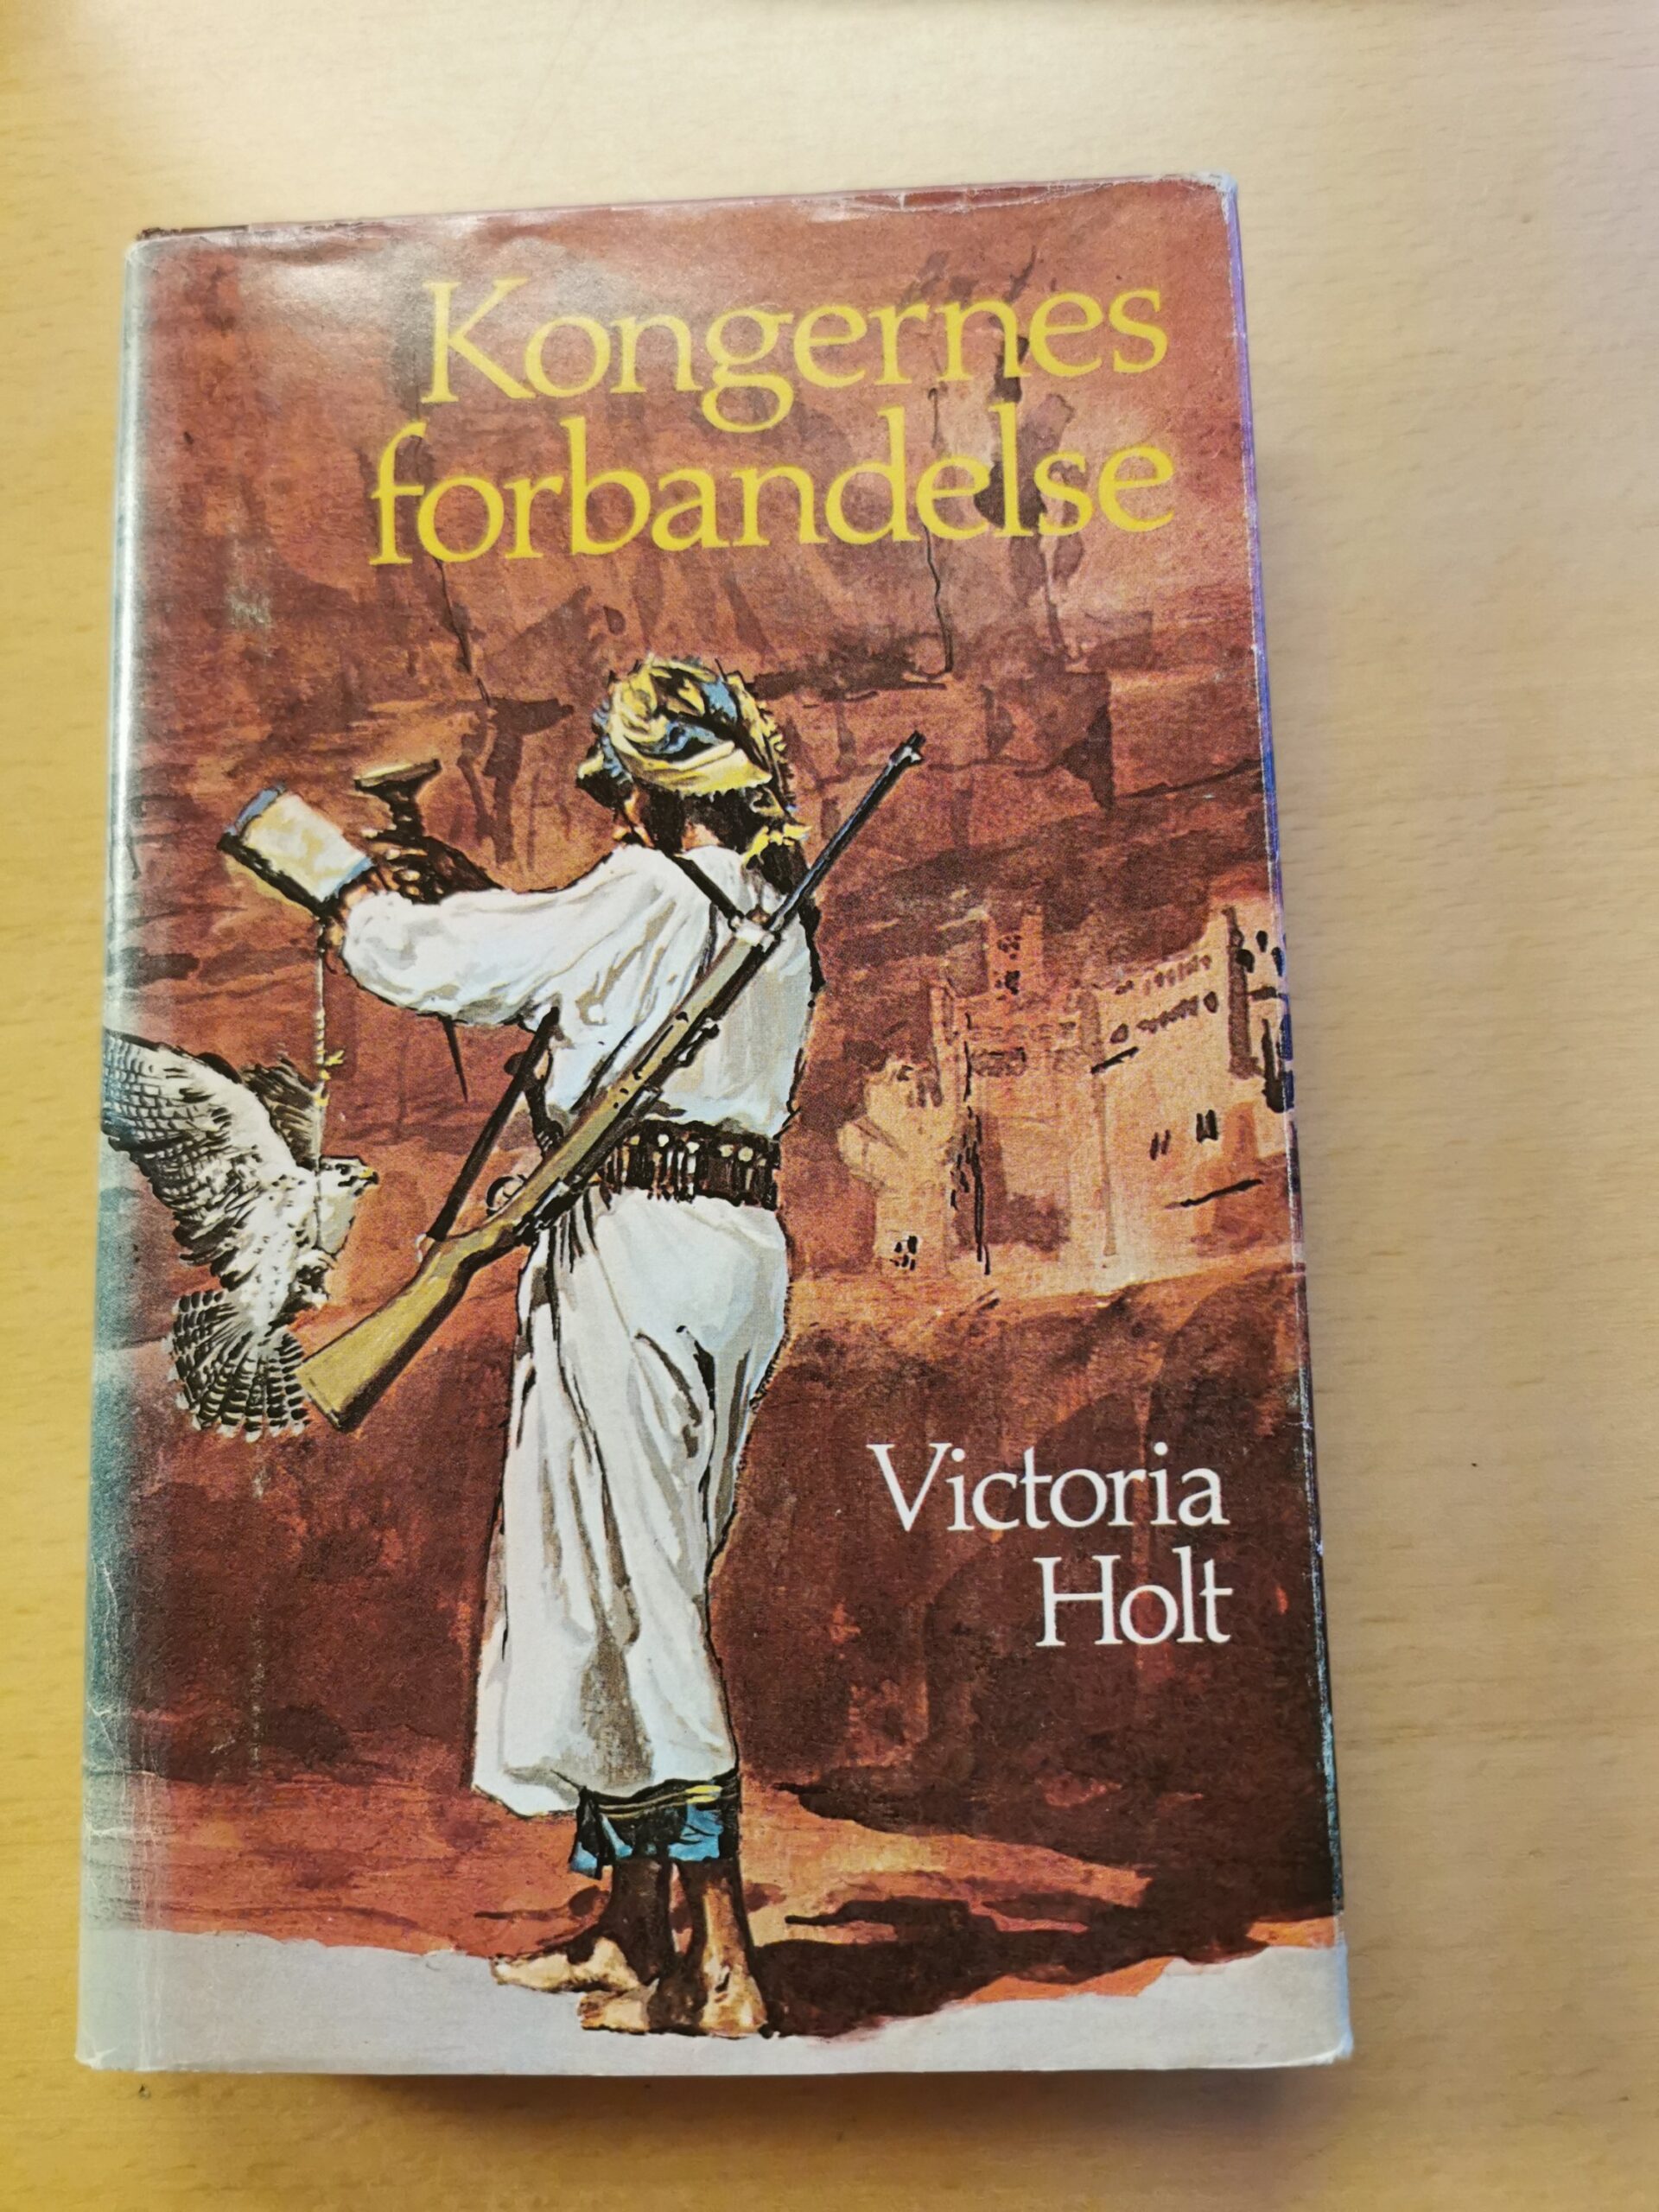 Kongernes
forbandelse
Victoria
Holt